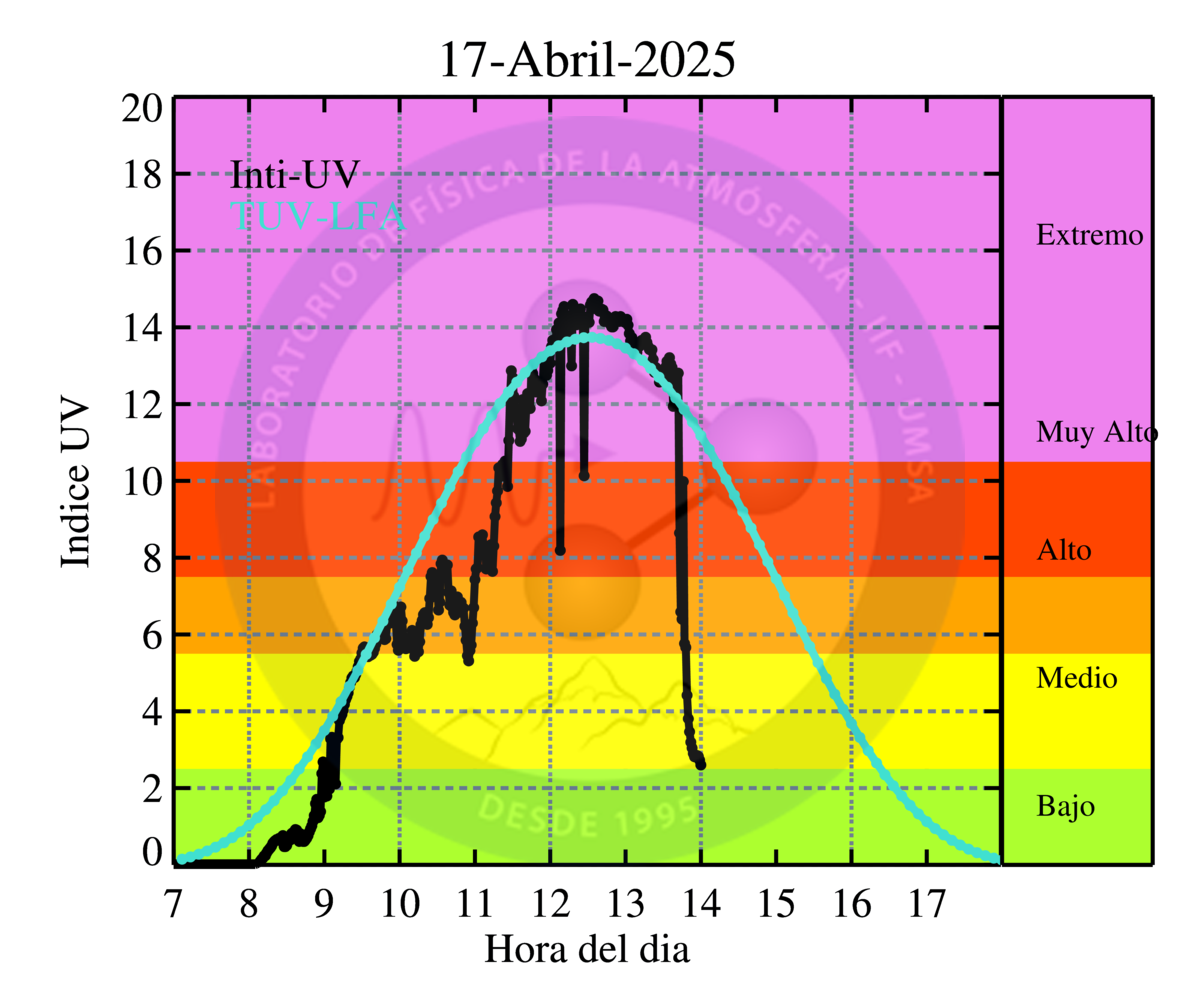 17-Abril-2025
20
18
16
14
12
10
8
6
4
2
0
Indice UV
Inti-UV
TUV-LFA
LABORATORIO DE FÍSICA DE LA ATMÓSFERA - IIF - UMSA
DESDE 1995
Extremo
Muy Alto
Alto
Medio
Bajo
7 8 9 10 11 12 13 14 15 16 17
Hora del dia